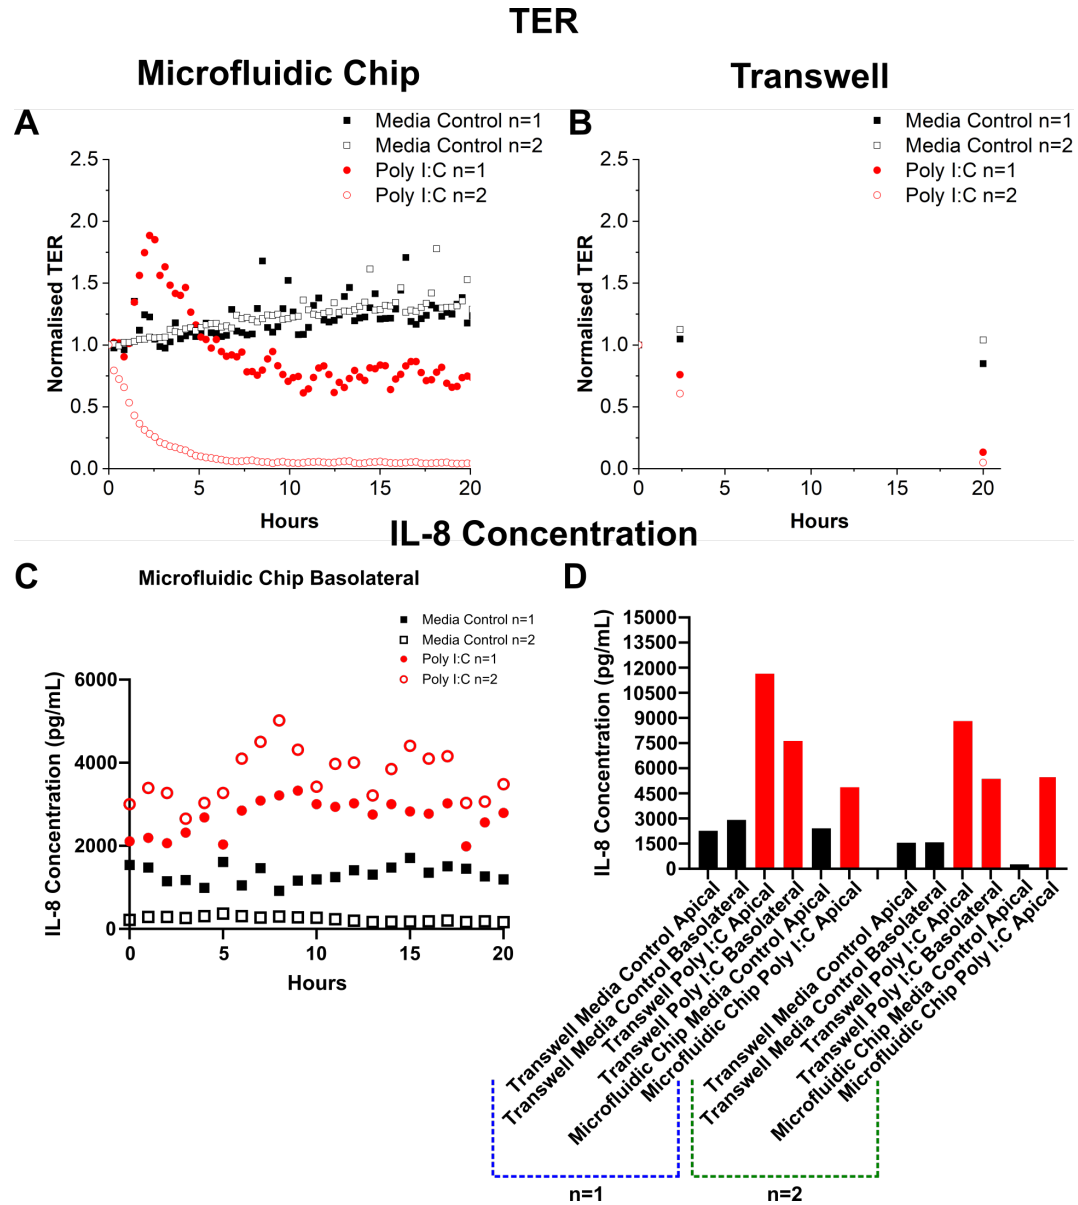 TER
Microfluidic Chip
Transwell
A
Media Control n=1
Media Control n=2
Poly I:C n=1
Poly I:C n=2
2.5
2.0
1.5
1.0
0.5
0.0
Normalised TER
0
5
10
15
20
Hours
B
Media Control n=1
Media Control n=2
Poly I:C n=1
Poly I:C n=2
2.5
2.0
1.5
1.0
0.5
0.0
Normalised TER
0
5
10
15
20
Hours
IL-8 Concentration
C
Microfluidic Chip Basolateral
Media Control n=1
Media Control n=2
Poly I:C n=1
Poly I:C n=2
6000
4000
2000
0
IL-8 Concentration (pg/mL)
0
5
10
15
20
Hours
D
15000
13500
12000
10500
9000
7500
6000
4500
3000
1500
0
IL-8 Concentration (pg/mL)
Transwell Media Control Apical
Transwell Media Control Basolateral
Transwell Poly I:C Apical
Transwell Poly I:C Basolateral
Microfluidic Chip Media Control Apical
Microfluidic Chip Poly I:C Apical
Transwell Media Control Apical
Transwell Media Control Basolateral
Transwell Poly I:C Apical
Transwell Poly I:C Basolateral
Microfluidic Chip Media Control Apical
Microfluidic Chip Poly I:C Apical
n=1
n=2